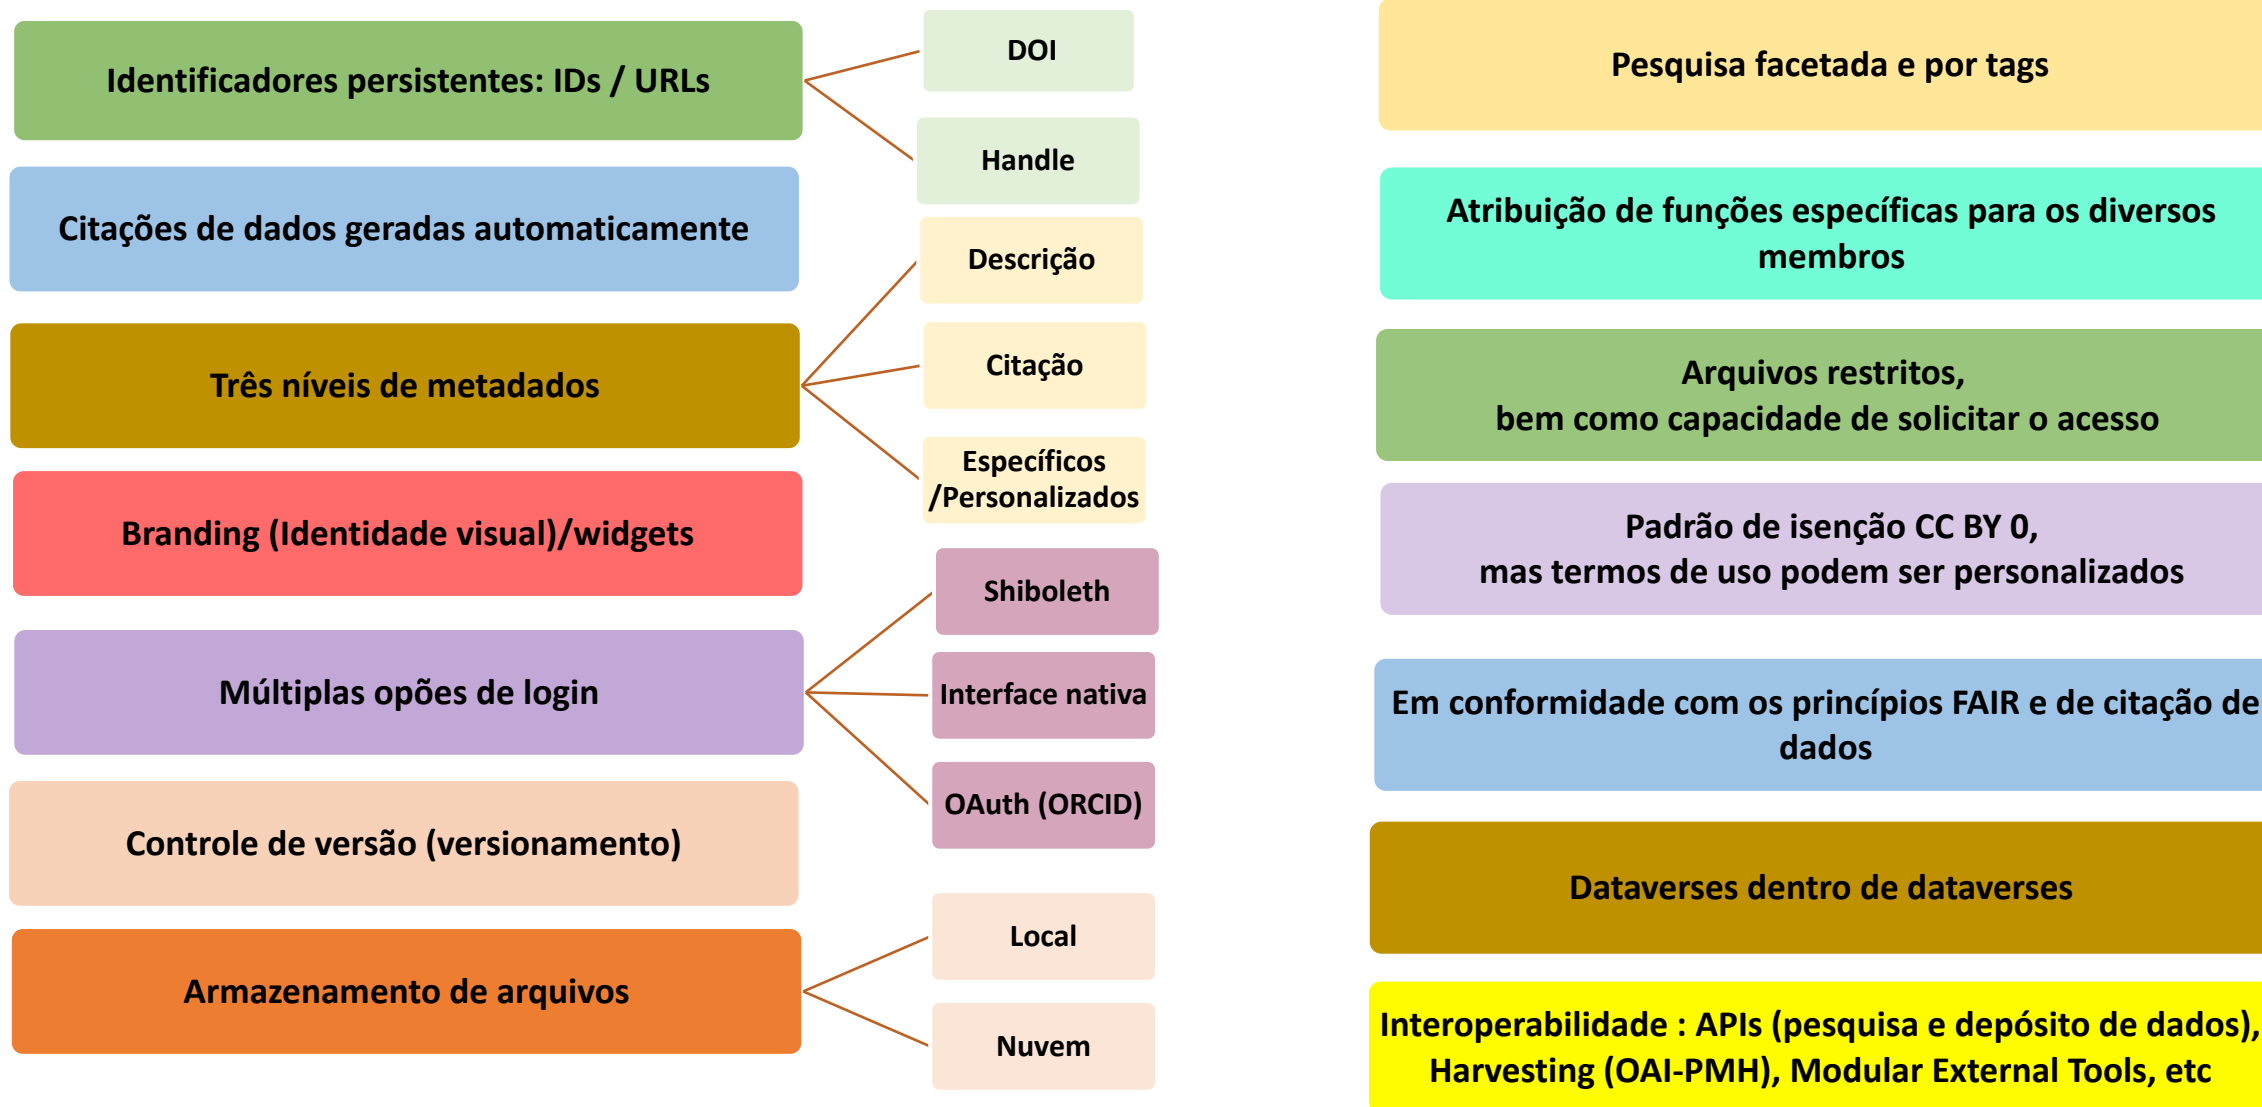 Identificadores persistentes: IDs / URLs
DOI
Handle
Citações de dados geradas automaticamente
Três níveis de metadados
Descrição
Citação
Específicos
/Personalizados
Branding (Identidade visual)/widgets
Múltiplas opões de login
Shiboleth
Interface nativa
OAuth (ORCID)
Controle de versão (versionamento)
Armazenamento de arquivos
Local
Nuvem
Pesquisa facetada e por tags
Atribuição de funções específicas para os diversos
membros
Arquivos restritos,
bem como capacidade de solicitar o acesso
Padrão de isenção CC BY 0,
mas termos de uso podem ser personalizados
Em conformidade com os princípios FAIR e de citação de
dados
Dataverses dentro de dataverses
Interoperabilidade : APIs (pesquisa e depósito de dados),
Harvesting (OAI-PMH), Modular External Tools, etc